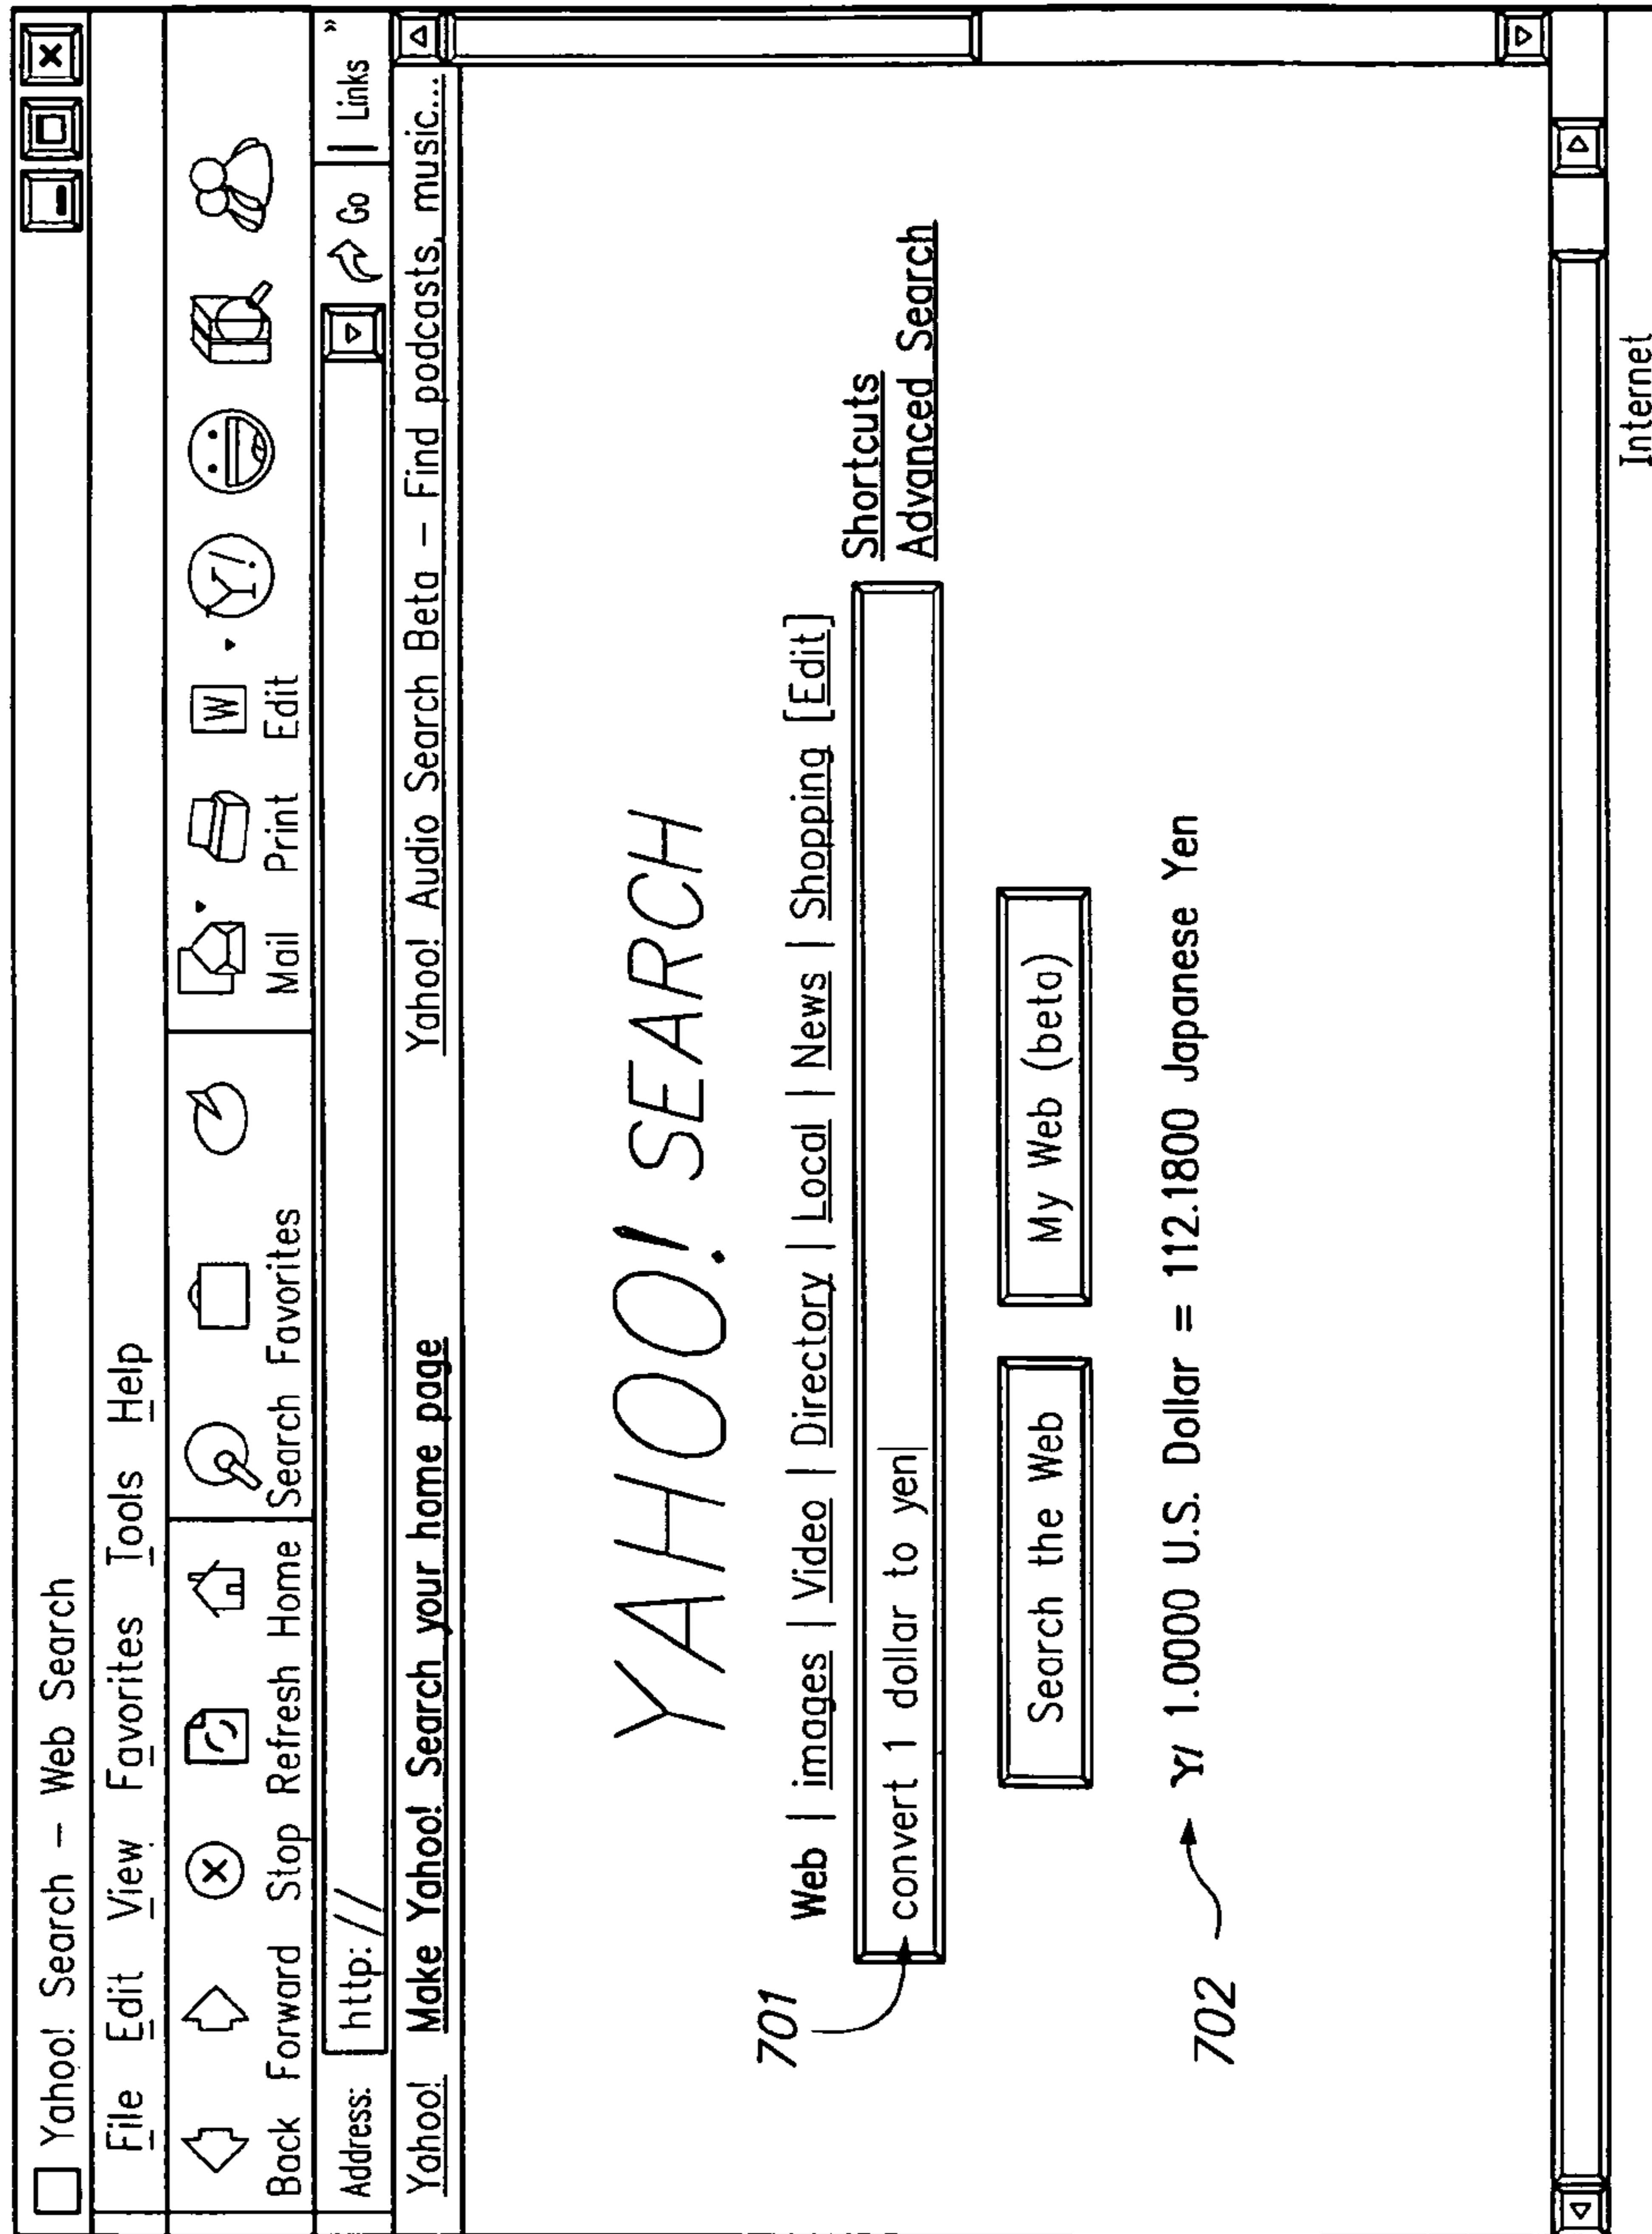 Yahoo! Search – Web Search
File Edit View Favorites Tools Help
W Y!
Back Forward Stop Refresh Home Search Favorites Mail Print Edit
Address: http:// Go Links »
Yahoo! Make Yahoo! Search your home page Yahoo! Audio Search Beta – Find podcasts, music...
YAHOO! SEARCH
Web | images | Video | Directory | Local | News | Shopping [Edit]
701
convert 1 dollar to yen
Shortcuts
Advanced Search
Search the Web My Web (beta)
702
Y! 1.0000 U.S. Dollar = 112.1800 Japanese Yen
Internet